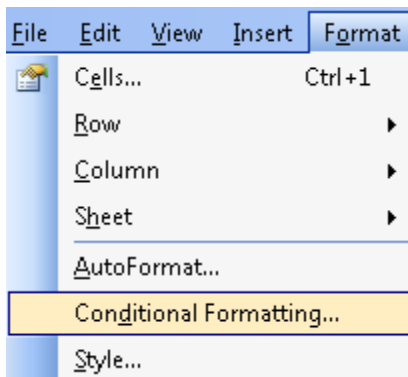 File Edit View Insert Format
Cells... Ctrl+1
Row
Column
Sheet
AutoFormat...
Conditional Formatting...
Style...